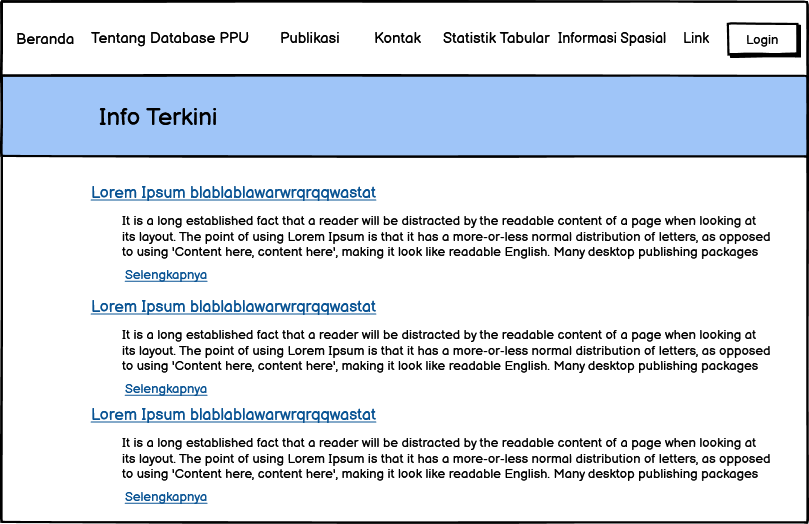 Beranda Tentang Database PPU Publikasi Kontak Statistik Tabular Informasi Spasial Link Login
Info Terkini
Lorem Ipsum blablablawarwrqrqqwastat
It is a long established fact that a reader will be distracted by the readable content of a page when looking at
its layout. The point of using Lorem Ipsum is that it has a more-or-less normal distribution of letters, as opposed
to using 'Content here, content here', making it look like readable English. Many desktop publishing packages
Selengkapnya
Lorem Ipsum blablablawarwrqrqqwastat
It is a long established fact that a reader will be distracted by the readable content of a page when looking at
its layout. The point of using Lorem Ipsum is that it has a more-or-less normal distribution of letters, as opposed
to using 'Content here, content here', making it look like readable English. Many desktop publishing packages
Selengkapnya
Lorem Ipsum blablablawarwrqrqqwastat
It is a long established fact that a reader will be distracted by the readable content of a page when looking at
its layout. The point of using Lorem Ipsum is that it has a more-or-less normal distribution of letters, as opposed
to using 'Content here, content here', making it look like readable English. Many desktop publishing packages
Selengkapnya